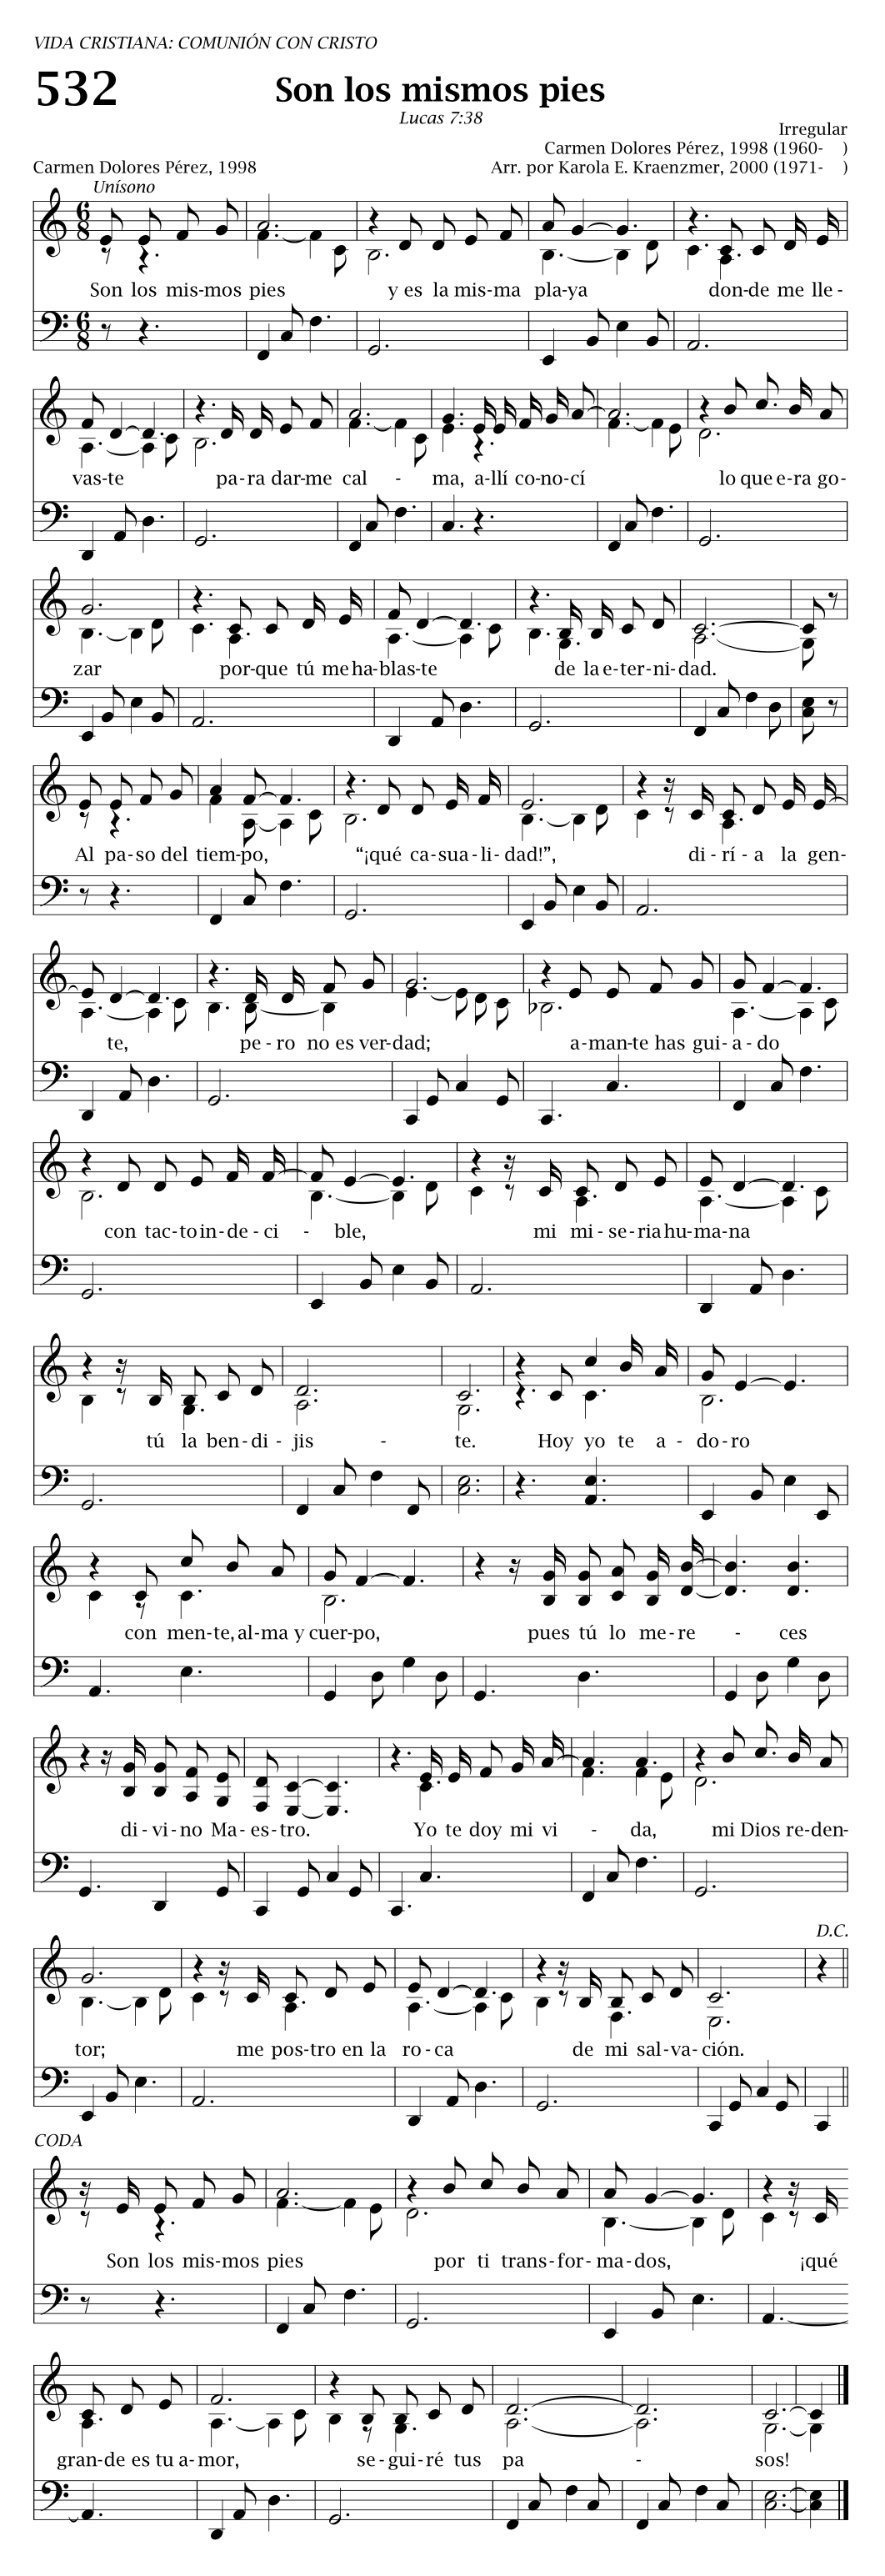 VIDA CRISTIANA: COMUNIÓN CON CRISTO
532 Son los mismos pies
Lucas 7:38
Irregular
Carmen Dolores Pérez, 1998 (1960-    )
Carmen Dolores Pérez, 1998 Arr. por Karola E. Kraenzmer, 2000 (1971-    )
Unísono
Son los mis-mos pies y es la mis-ma pla-ya don-de me lle-
vas-te pa-ra dar-me cal - ma, a-llí co-no-cí lo que e-ra go-
zar por-que tú me ha-blas-te de la e-ter-ni-dad.
Al pa-so del tiem-po, “¡qué ca-sua-li-dad!”, di-rí-a la gen-
te, pe-ro no es ver-dad; a-man-te has gui-a-do
con tac-to in-de-ci - ble, mi mi-se-ria hu-ma-na
tú la ben-di-jis - te. Hoy yo te a-do-ro
con men-te, al-ma y cuer-po, pues tú lo me-re - ces
di-vi-no Ma-es-tro. Yo te doy mi vi - da, mi Dios re-den-
D.C.
tor; me pos-tro en la ro-ca de mi sal-va-ción.
CODA
Son los mis-mos pies por ti trans-for-ma-dos, ¡qué
gran-de es tu a-mor, se-gui-ré tus pa - sos!